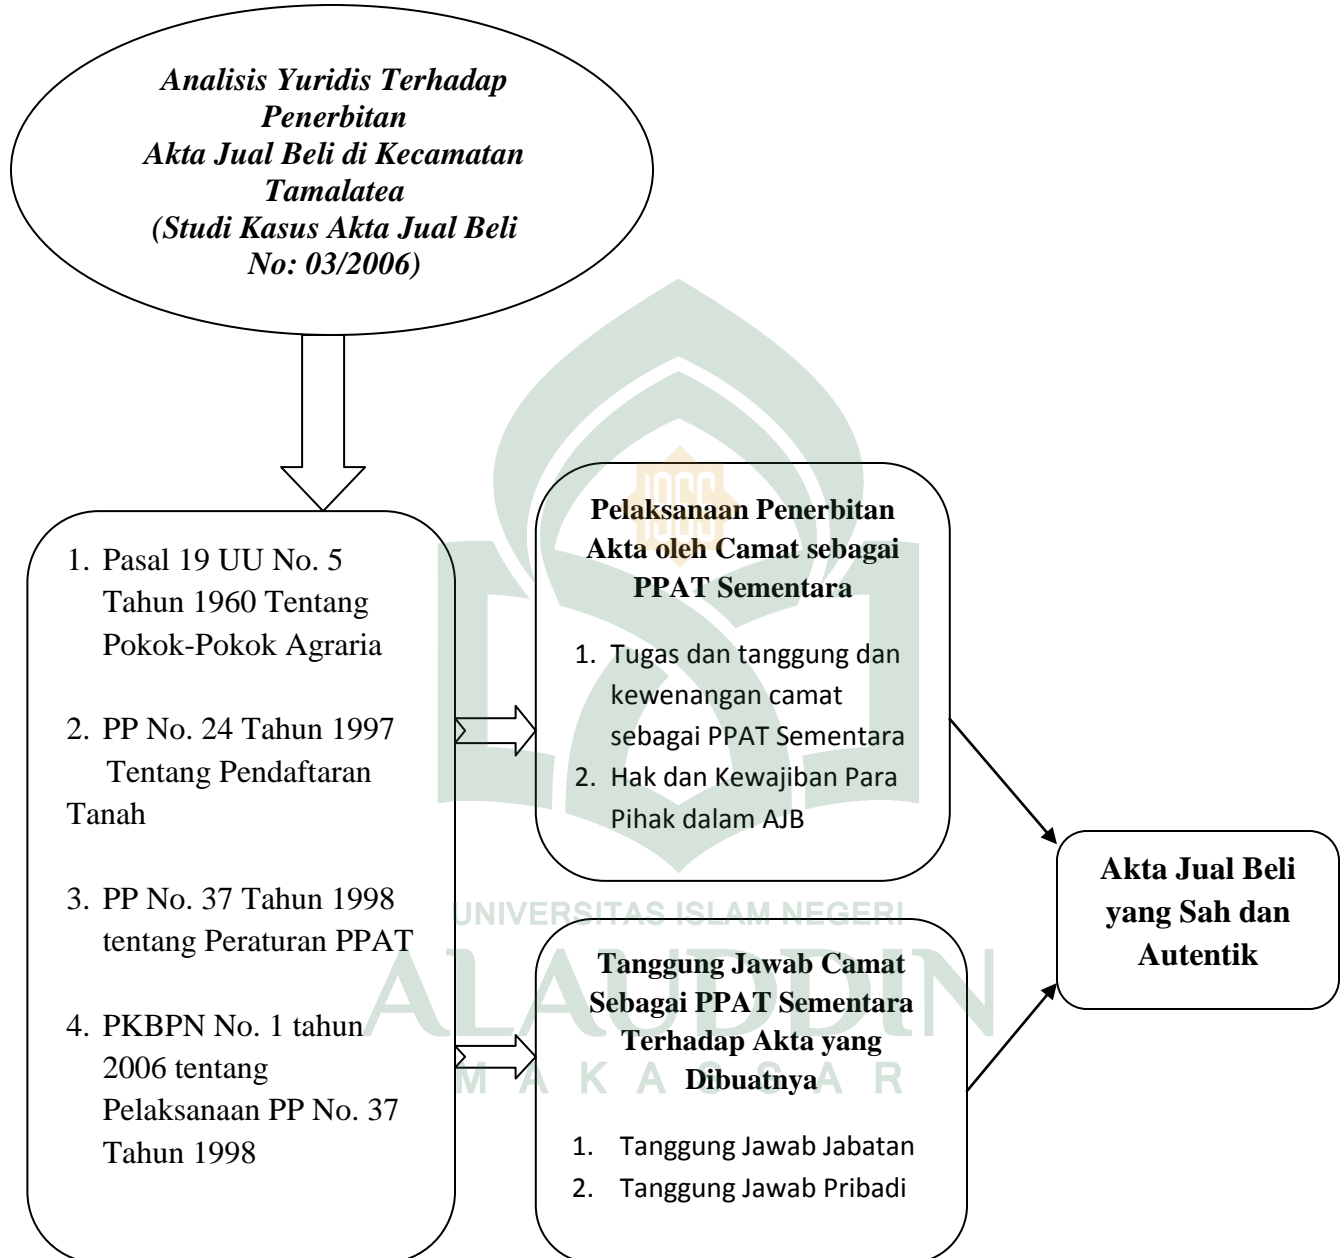 Analisis Yuridis Terhadap
Penerbitan
Akta Jual Beli di Kecamatan
Tamalatea
(Studi Kasus Akta Jual Beli
No: 03/2006)
1. Pasal 19 UU No. 5
Tahun 1960 Tentang
Pokok-Pokok Agraria
2. PP No. 24 Tahun 1997
Tentang Pendaftaran
Tanah
3. PP No. 37 Tahun 1998
tentang Peraturan PPAT
4. PKBPN No. 1 tahun
2006 tentang
Pelaksanaan PP No. 37
Tahun 1998
Pelaksanaan Penerbitan
Akta oleh Camat sebagai
PPAT Sementara
1. Tugas dan tanggung dan
kewenangan camat
sebagai PPAT Sementara
2. Hak dan Kewajiban Para
Pihak dalam AJB
Tanggung Jawab Camat
Sebagai PPAT Sementara
Terhadap Akta yang
Dibuatnya
1. Tanggung Jawab Jabatan
2. Tanggung Jawab Pribadi
Akta Jual Beli
yang Sah dan
Autentik
UNIVERSITAS ISLAM NEGERI
ALAUDDIN
MAKASSAR